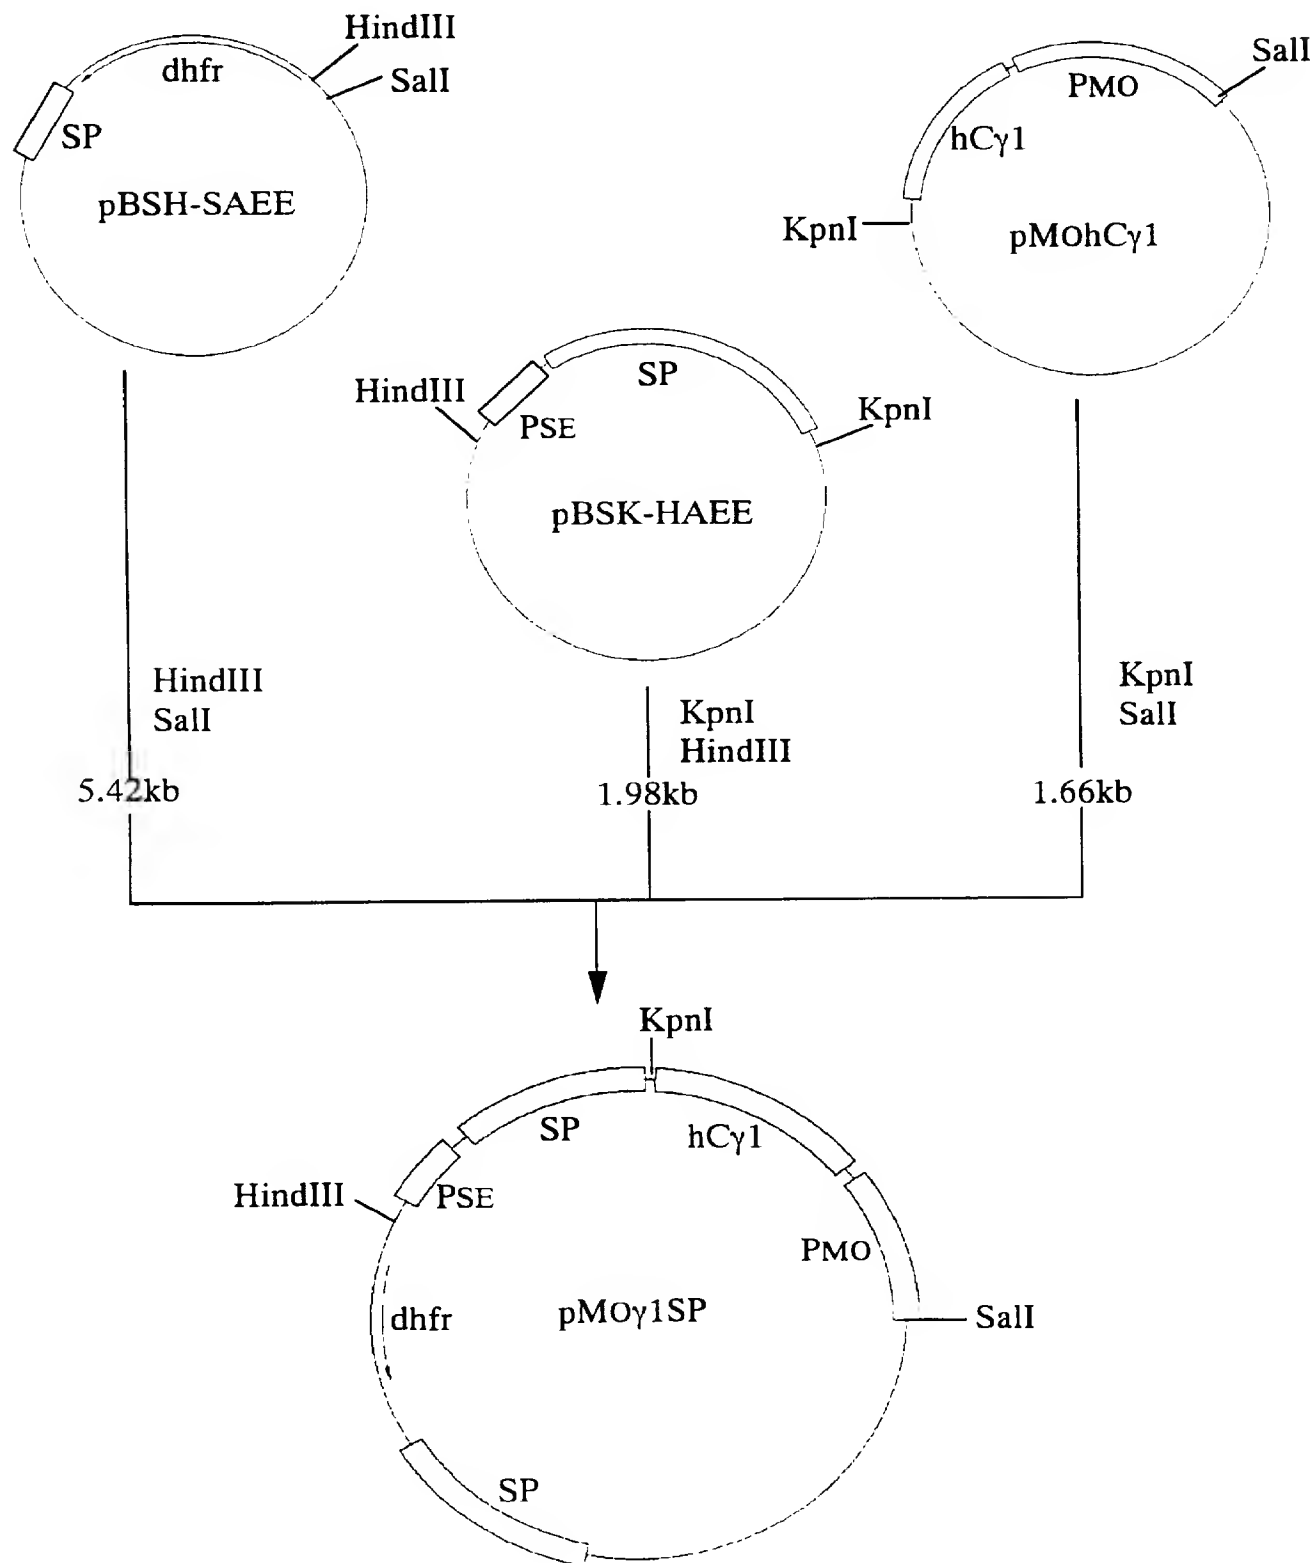 HindIII
SalI
dhfr
SP
pBSH-SAEE
SalI
PMO
hCγ1
KpnI
pMOhCγ1
HindIII
SP
KpnI
PSE
pBSK-HAEE
HindIII
SalI
5.42kb
KpnI
HindIII
1.98kb
KpnI
SalI
1.66kb
KpnI
SP
hCγ1
HindIII
PSE
PMO
dhfr
pMOγ1SP
SalI
SP